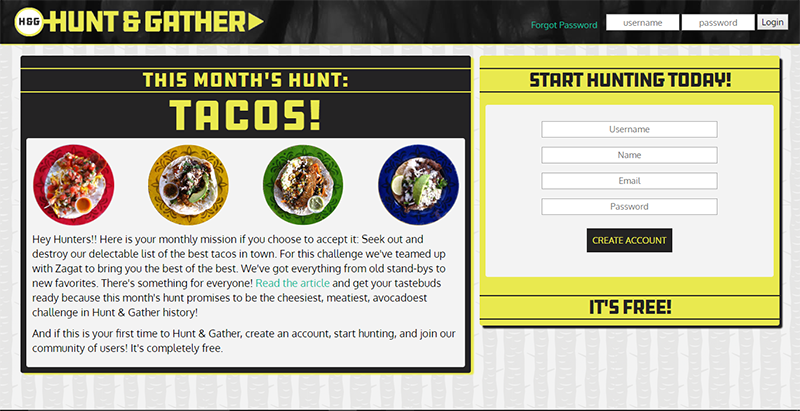 H&G HUNT & GATHER
Forgot Password username password Login
THIS MONTH'S HUNT:
TACOS!
Hey Hunters!! Here is your monthly mission if you choose to accept it: Seek out and
destroy our delectable list of the best tacos in town. For this challenge we've teamed up
with Zagat to bring you the best of the best. We've got everything from old stand-bys to
new favorites. There's something for everyone! Read the article and get your tastebuds
ready because this month's hunt promises to be the cheesiest, meatiest, avocadoest
challenge in Hunt & Gather history!
And if this is your first time to Hunt & Gather, create an account, start hunting, and join our
community of users! It's completely free.
START HUNTING TODAY!
Username
Name
Email
Password
CREATE ACCOUNT
IT'S FREE!